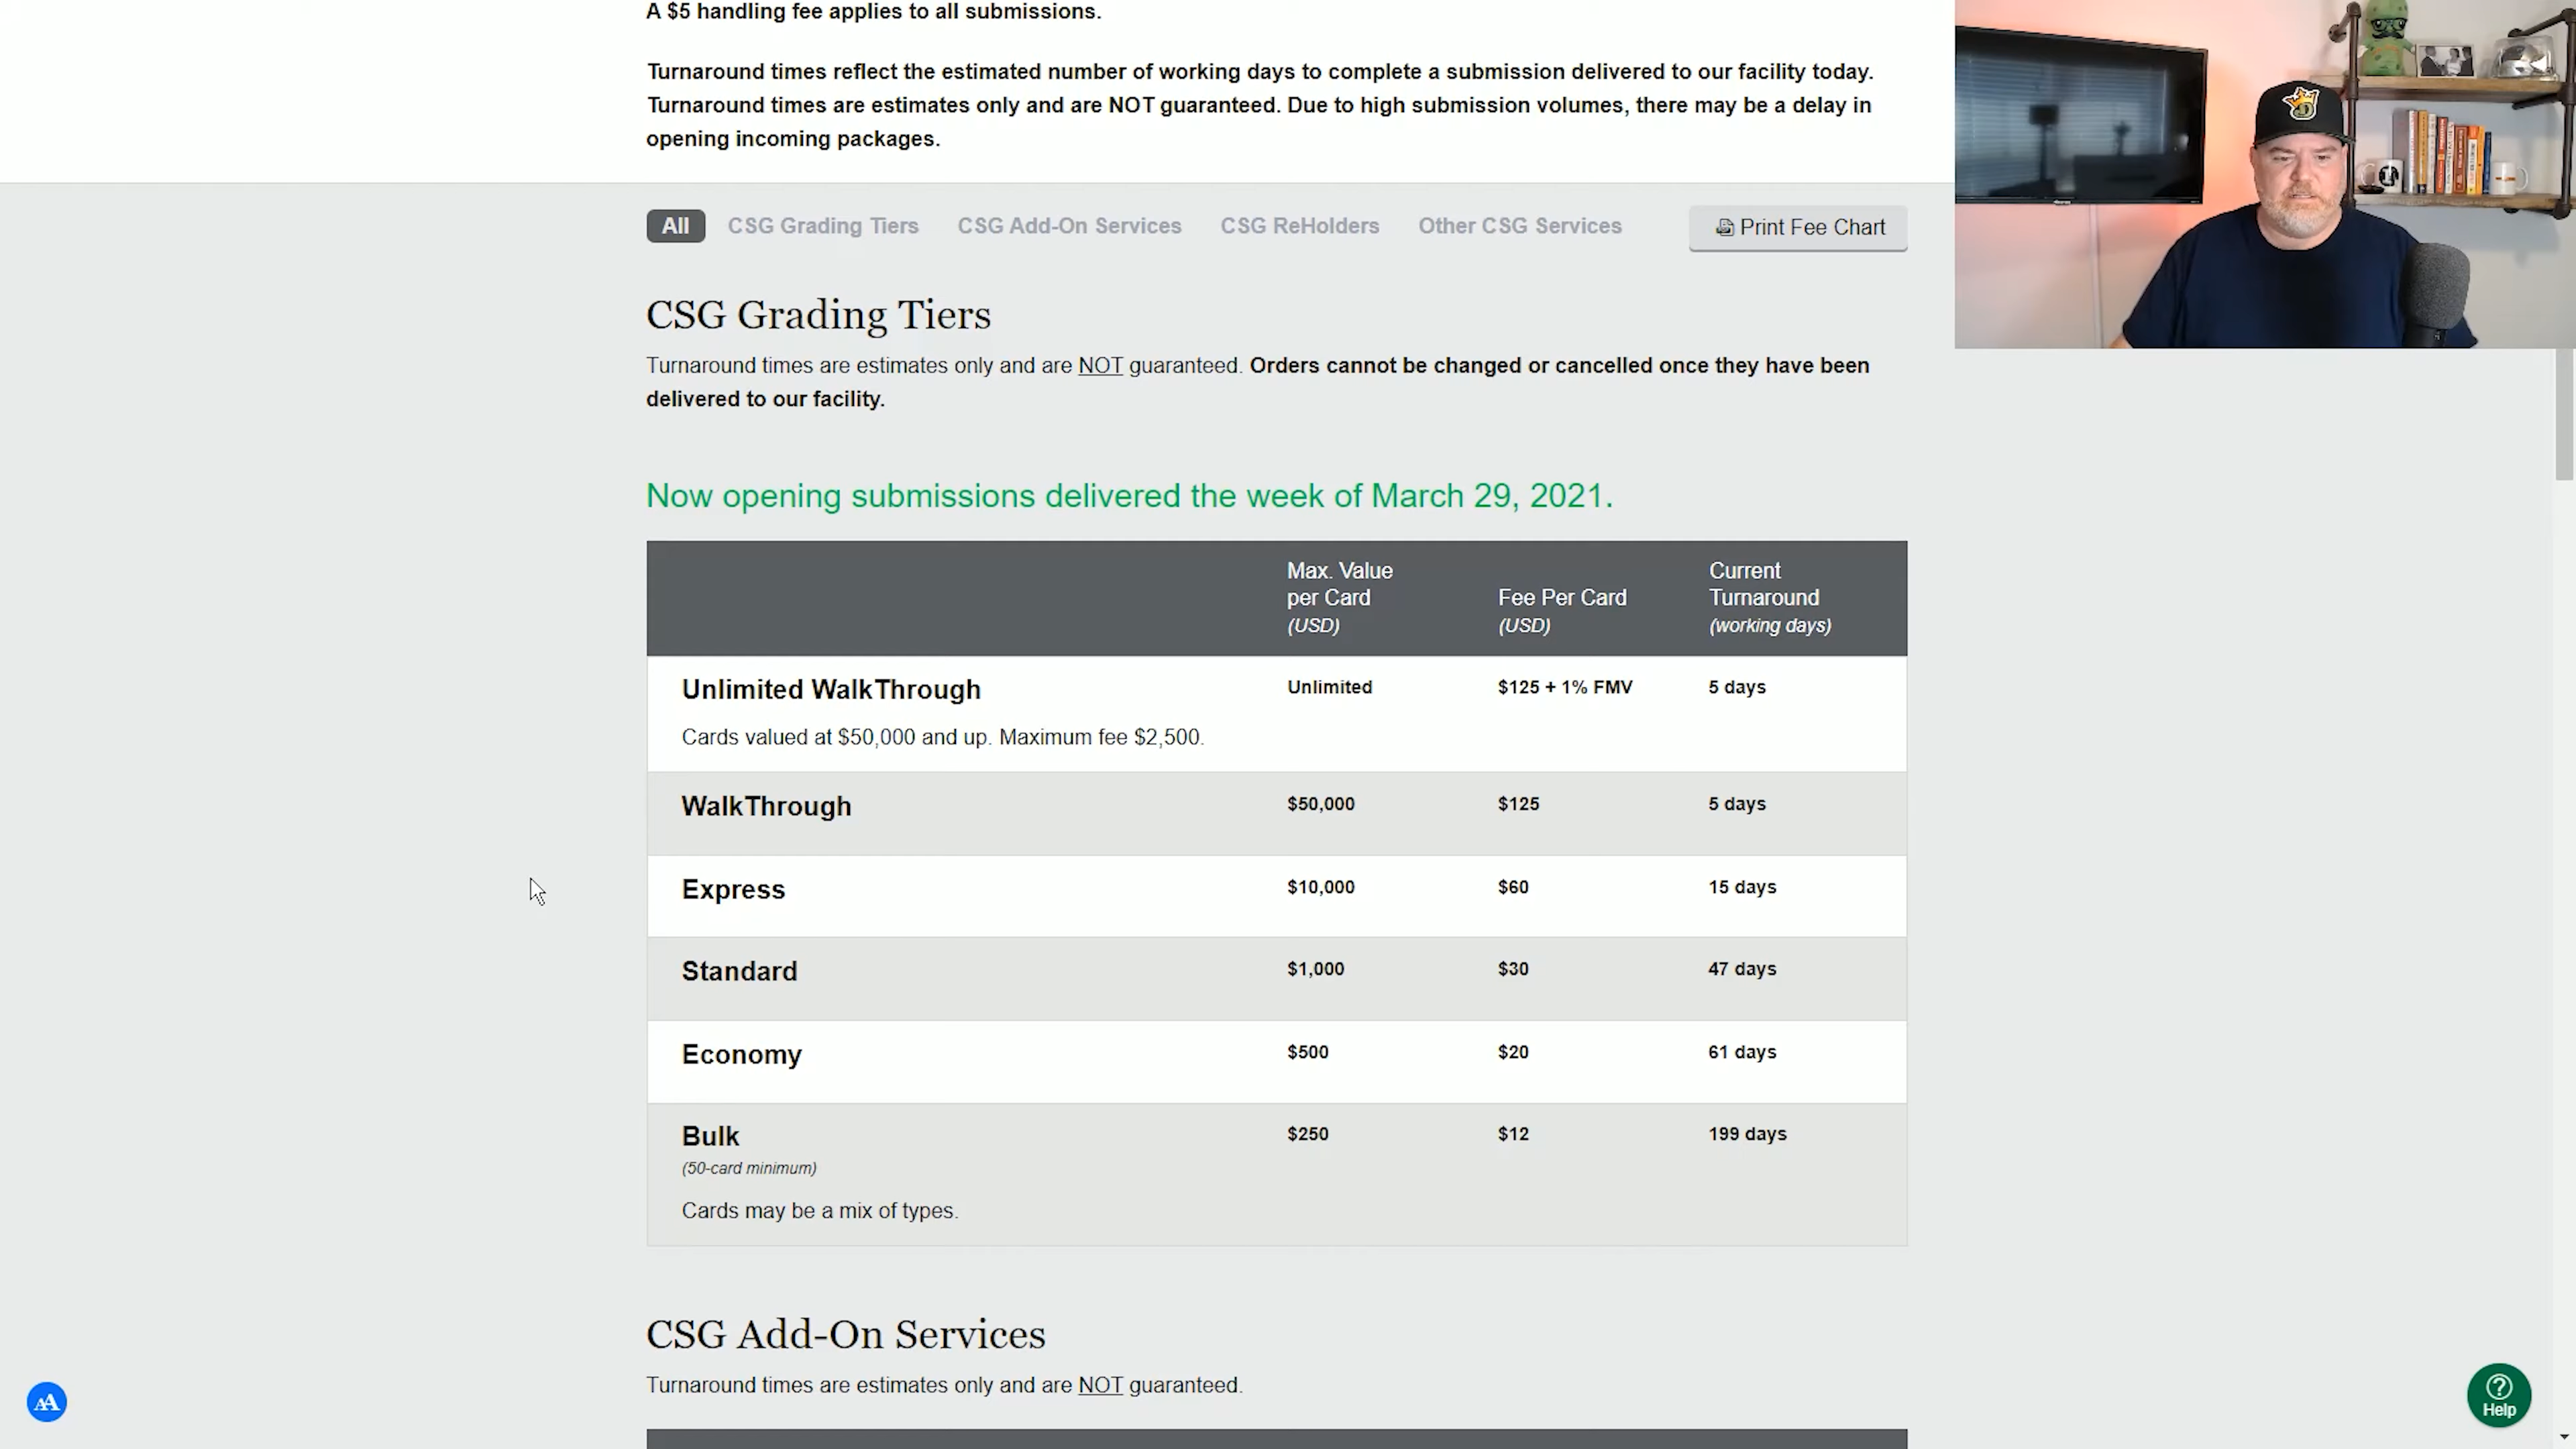 A $5 handling fee applies to all submissions.
Turnaround times reflect the estimated number of working days to complete a submission delivered to our facility today.
Turnaround times are estimates only and are NOT guaranteed. Due to high submission volumes, there may be a delay in
opening incoming packages.
All CSG Grading Tiers CSG Add-On Services CSG ReHolders Other CSG Services Print Fee Chart
CSG Grading Tiers
Turnaround times are estimates only and are NOT guaranteed. Orders cannot be changed or cancelled once they have been
delivered to our facility.
Now opening submissions delivered the week of March 29, 2021.
Max. Value
per Card
(USD)
Fee Per Card
(USD)
Current
Turnaround
(working days)
Unlimited WalkThrough Unlimited $125 + 1% FMV 5 days
Cards valued at $50,000 and up. Maximum fee $2,500.
WalkThrough $50,000 $125 5 days
Express $10,000 $60 15 days
Standard $1,000 $30 47 days
Economy $500 $20 61 days
Bulk $250 $12 199 days
(50-card minimum)
Cards may be a mix of types.
CSG Add-On Services
Turnaround times are estimates only and are NOT guaranteed.
AA
Help